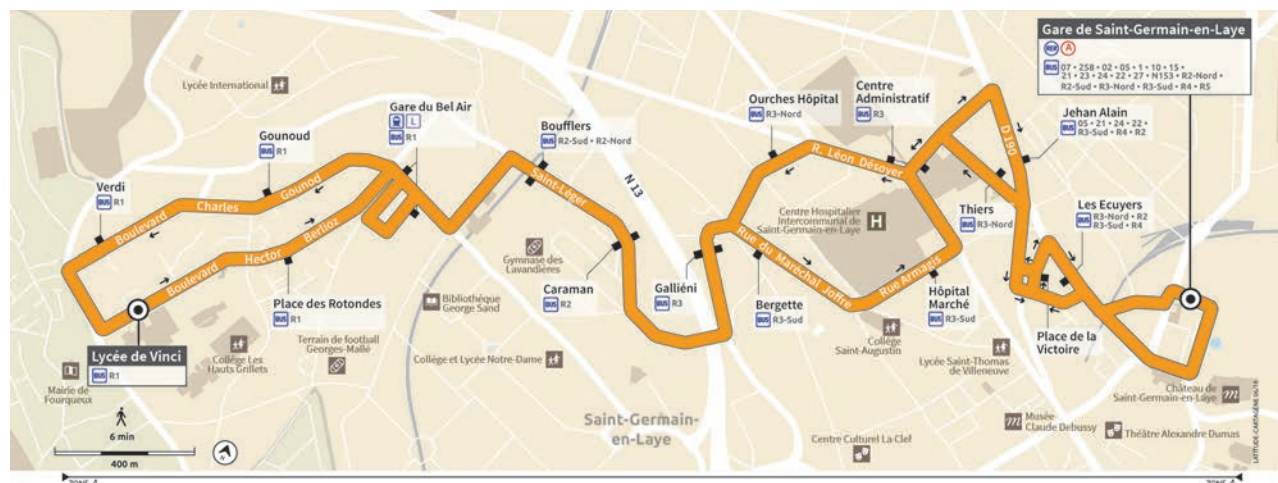 Gare de Saint-Germain-en-Laye
RER A
BUS 07 • 258 • 02 • 05 • 1 • 10 • 15 •
21 • 23 • 24 • 22 • 27 • N153 • R2-Nord •
R2-Sud • R3-Nord • R3-Sud • R4 • R5
Lycée International
Gounoud
BUS R1
Gare du Bel Air
L
BUS R1
Boufflers
BUS R2-Sud • R2-Nord
Ourches Hôpital
BUS R3-Nord
Centre
Administratif
BUS R3
Jehan Alain
BUS 05 • 21 • 24 • 22 •
R3-Sud • R4 • R2
Verdi
BUS R1
Boulevard Charles Gounod
Boulevard Hector Berlioz
Saint-Léger
N 13
R. Léon Désoyer
D 190
Centre Hospitalier
Intercommunal de
Saint-Germain-en-Laye
H
Thiers
BUS R3-Nord
Les Ecuyers
BUS R3-Nord • R2
R3-Sud • R4
Rue du Maréchal Joffre
Rue Armagis
Gymnase des
Lavandières
Caraman
BUS R2
Galliéni
BUS R3
Bergette
BUS R3-Sud
Hôpital
Marché
BUS R3-Sud
Place des Rotondes
BUS R1
Bibliothèque
George Sand
Place de la
Victoire
Lycée de Vinci
BUS R1
Collège Les
Hauts Grillets
Terrain de football
Georges-Mallé
Collège et Lycée Notre-Dame
Collège
Saint-Augustin
Lycée Saint-Thomas
de Villeneuve
Mairie de
Fourqueux
Château de
Saint-Germain-en-Laye
m
Saint-Germain-
en-Laye
Musée
Claude Debussy
m
Théâtre Alexandre Dumas
Centre Culturel La Clef
6 min
400 m
N
LATITUDE-CARTAGÈNE 06/18
ZONE 4
ZONE 4